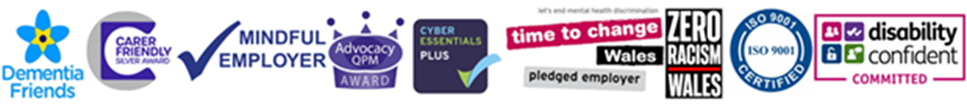 Dementia
Friends
CARER
FRIENDLY
SILVER AWARD
MINDFUL
EMPLOYER
Advocacy
QPM
AWARD
CYBER
ESSENTIALS
PLUS
let's end mental health discrimination
time to change
Wales
pledged employer
ZERO
RACISM
WALES
ISO 9001
ISO 9001
CERTIFIED
disability
confident
COMMITTED